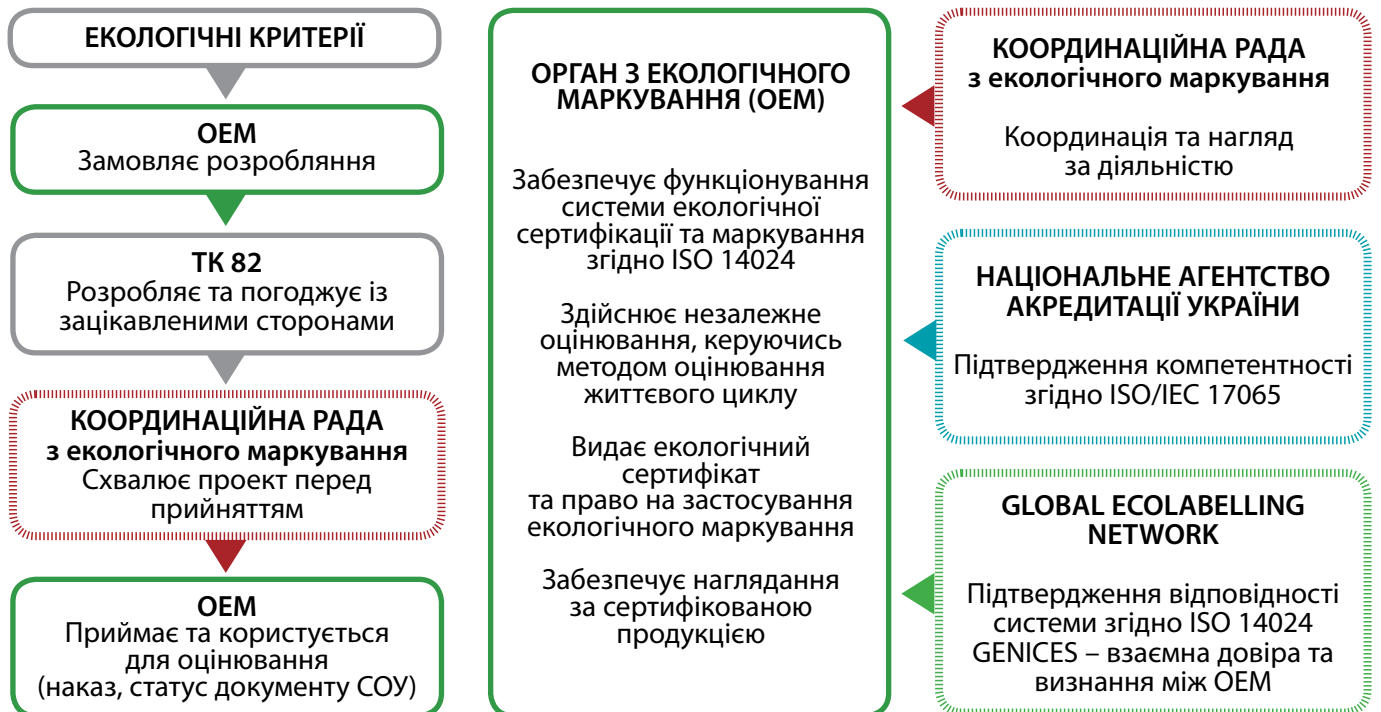 ЕКОЛОГІЧНІ КРИТЕРІЇ
ОЕМ
Замовляє розробляння
ТК 82
Розробляє та погоджує із
зацікавленими сторонами
КООРДИНАЦІЙНА РАДА
з екологічного маркування
Схвалює проект перед
прийняттям
ОЕМ
Приймає та користується
для оцінювання
(наказ, статус документу СОУ)
ОРГАН З ЕКОЛОГІЧНОГО
МАРКУВАННЯ (ОЕМ)
Забезпечує функціонування
системи екологічної
сертифікації та маркування
згідно ISO 14024
Здійснює незалежне
оцінювання, керуючись
методом оцінювання
життєвого циклу
Видає екологічний
сертифікат
та право на застосування
екологічного маркування
Забезпечує наглядання
за сертифікованою
продукцією
КООРДИНАЦІЙНА РАДА
з екологічного маркування
Координація та нагляд
за діяльністю
НАЦІОНАЛЬНЕ АГЕНТСТВО
АКРЕДИТАЦІЇ УКРАЇНИ
Підтвердження компетентності
згідно ISO/IEC 17065
GLOBAL ECOLABELLING
NETWORK
Підтвердження відповідності
системи згідно ISO 14024
GENICES – взаємна довіра та
визнання між ОЕМ